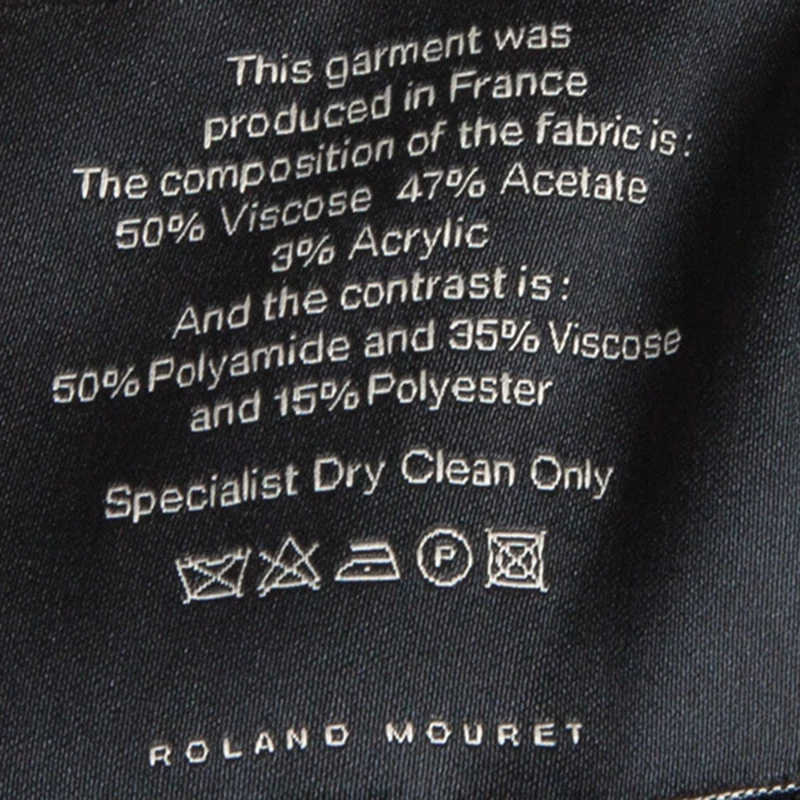 This garment was
produced in France
The composition of the fabric is:
50% Viscose 47% Acetate
3% Acrylic
And the contrast is:
50% Polyamide and 35% Viscose
and 15% Polyester
Specialist Dry Clean Only
P
ROLAND MOURET